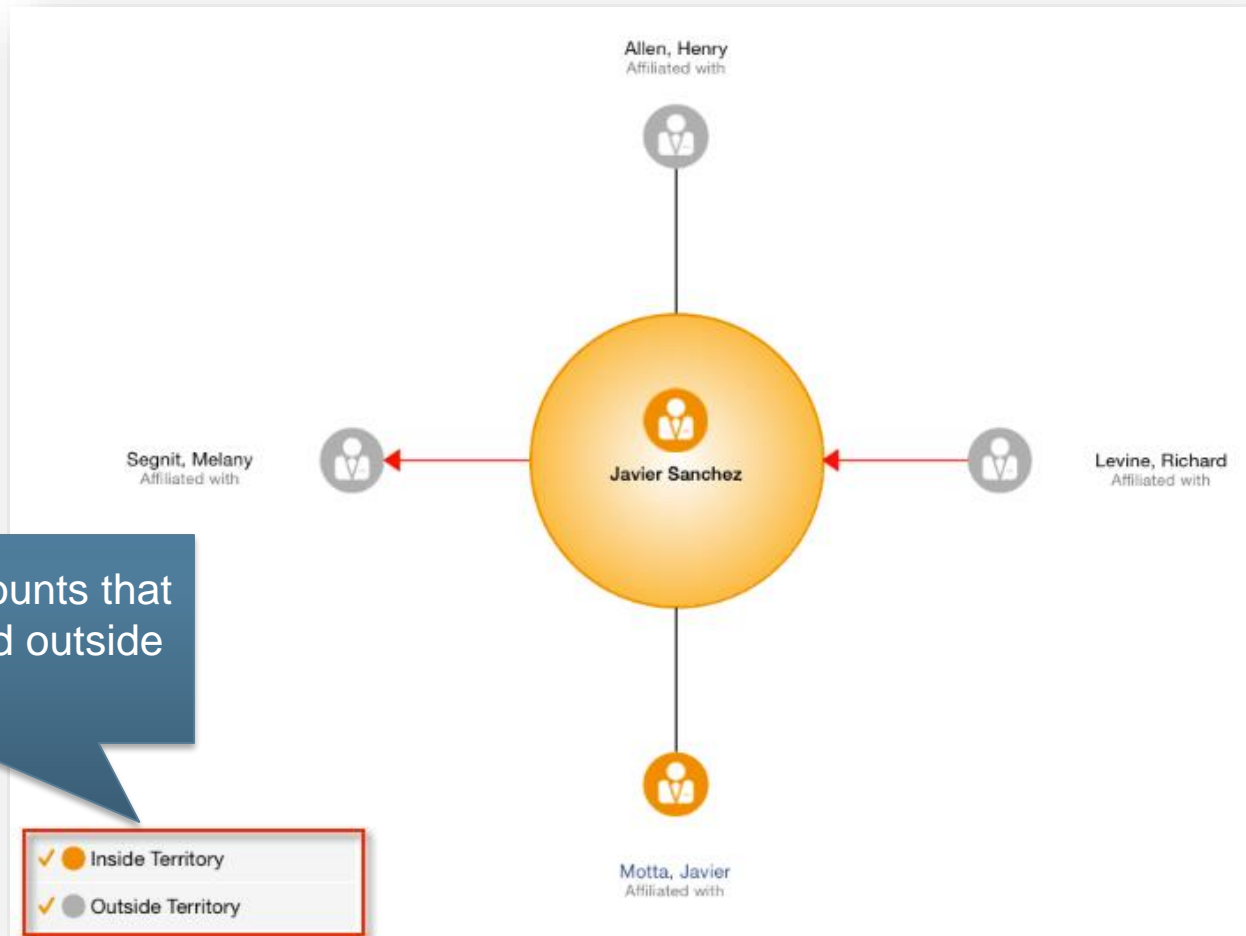 Allen, Henry
Affiliated with
Segnit, Melany
Affiliated with
Javier Sanchez
Levine, Richard
Affiliated with
that
outside
Inside Territory
Outside Territory
Motta, Javier
Affiliated with